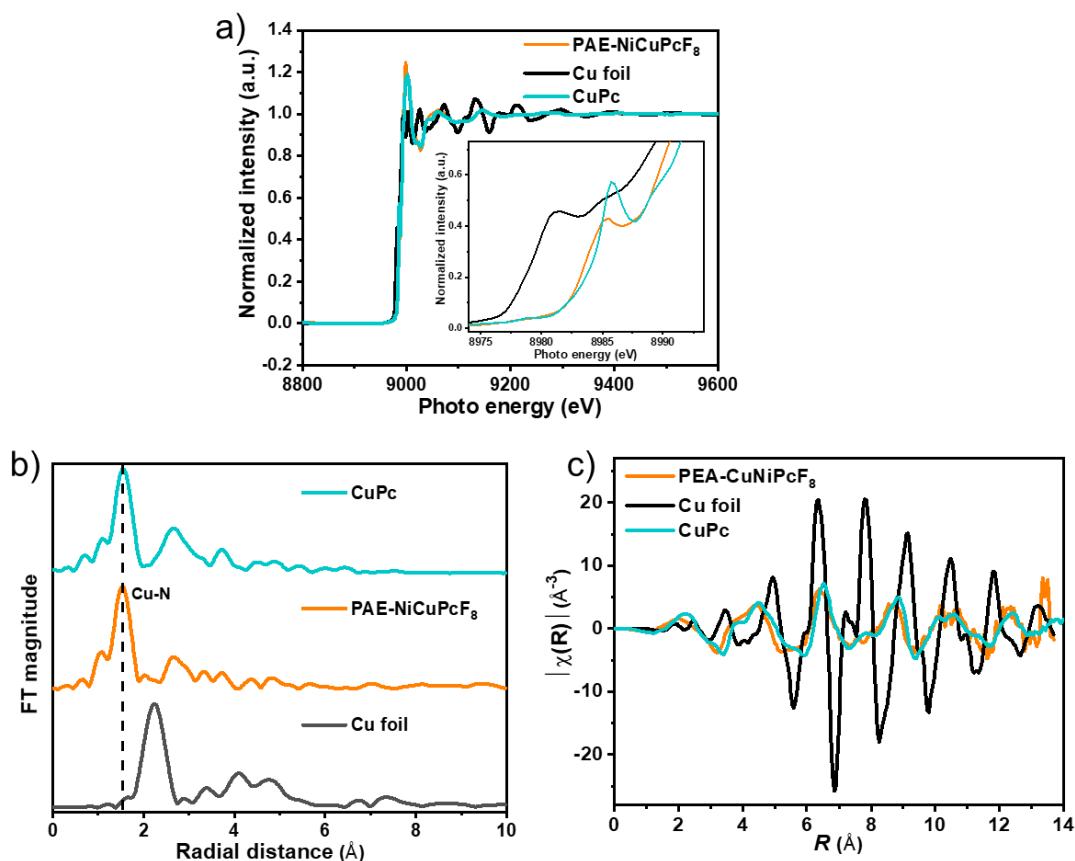 a)
Normalized intensity (a.u.)
1.4
1.2
1.0
0.8
0.6
0.4
0.2
0.0
-0.2
PAE-NiCuPcF8
Cu foil
CuPc
Normalized intensity (a.u.)
0.6
0.4
0.2
0.0
8975 8980 8985 8990
Photo energy (eV)
8800 9000 9200 9400 9600
Photo energy (eV)
b)
FT magnitude
CuPc
Cu-N
PAE-NiCuPcF8
Cu foil
0 2 4 6 8 10
Radial distance (Å)
c)
| χ(R) | (Å-3)
20
10
0
-10
-20
PEA-CuNiPcF8
Cu foil
CuPc
0 2 4 6 8 10 12 14
R (Å)